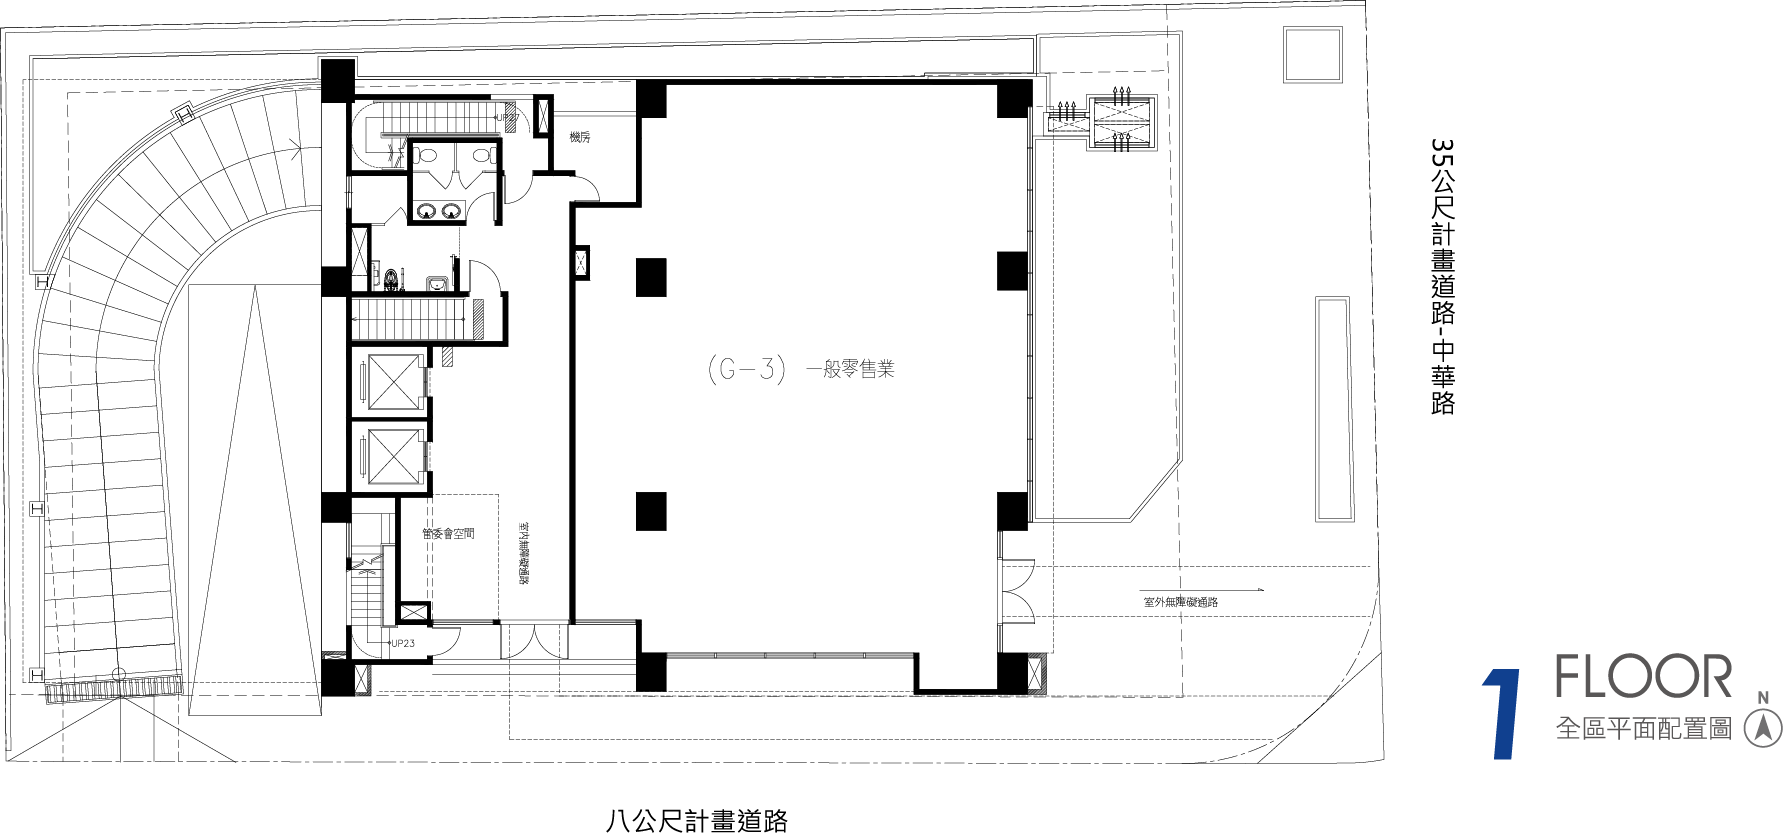 UP27
機房
35公尺計畫道路-中華路
(G-3) 一般零售業
管委會空間
室內無障礙通路
室外無障礙通路
UP23
1 FLOOR
全區平面配置圖
N
八公尺計畫道路